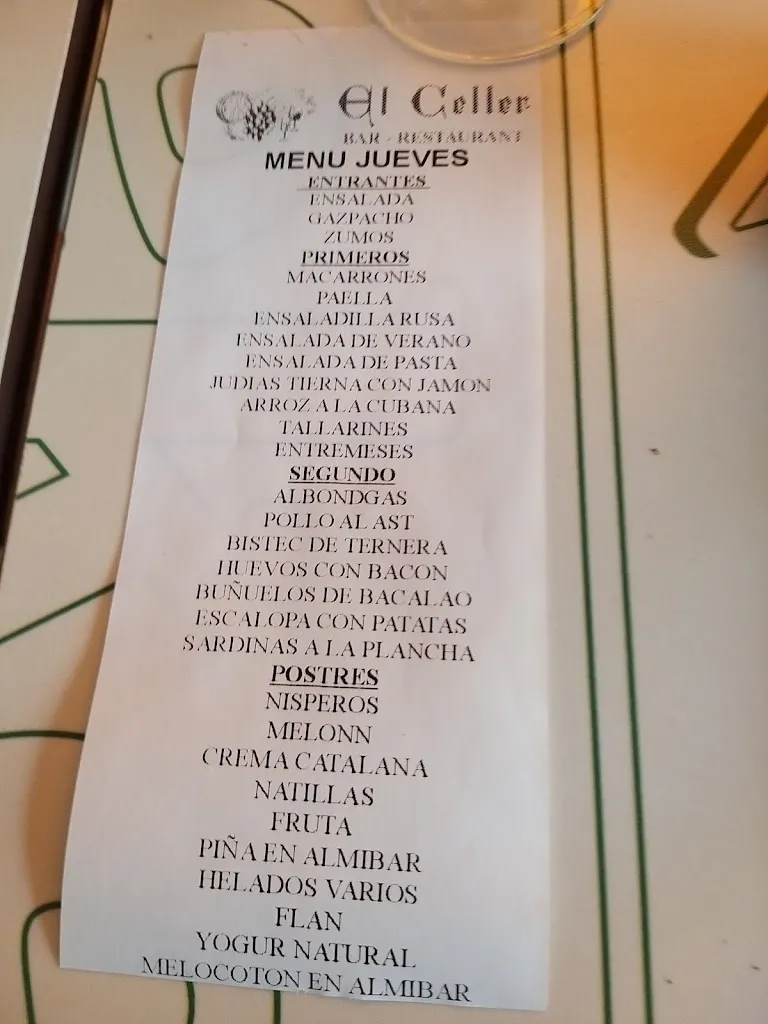 El Celler
BAR - RESTAURANT
MENU JUEVES
ENTRANTES
ENSALADA
GAZPACHO
ZUMOS
PRIMEROS
MACARRONES
PAELLA
ENSALADILLA RUSA
ENSALADA DE VERANO
ENSALADA DE PASTA
JUDIAS TIERNA CON JAMON
ARROZ A LA CUBANA
TALLARINES
ENTREMESES
SEGUNDO
ALBONDGAS
POLLO AL AST
BISTEC DE TERNERA
HUEVOS CON BACON
BUÑUELOS DE BACALAO
ESCALOPA CON PATATAS
SARDINAS A LA PLANCHA
POSTRES
NISPEROS
MELONN
CREMA CATALANA
NATILLAS
FRUTA
PIÑA EN ALMIBAR
HELADOS VARIOS
FLAN
YOGUR NATURAL
MELOCOTON EN ALMIBAR